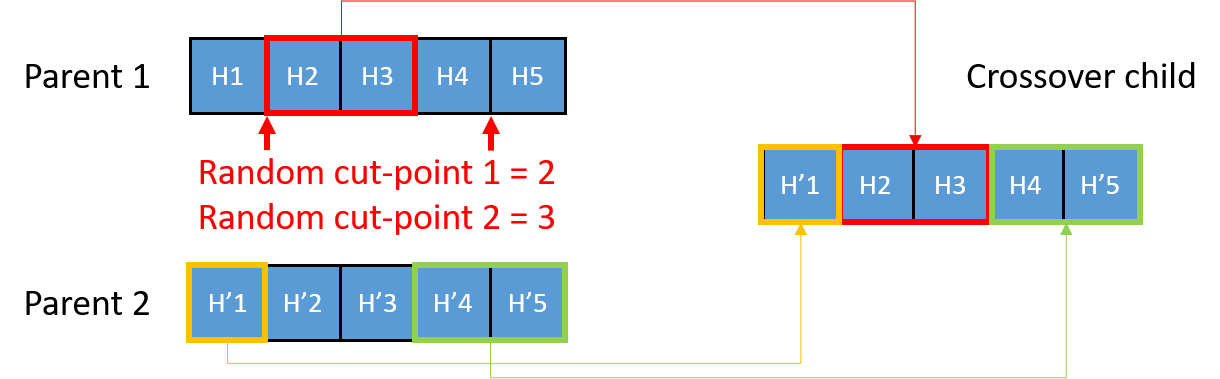 Parent 1
H1 H2 H3 H4 H5
Crossover child
Random cut-point 1 = 2
Random cut-point 2 = 3
H’1 H2 H3 H4 H’5
Parent 2
H’1 H’2 H’3 H’4 H’5